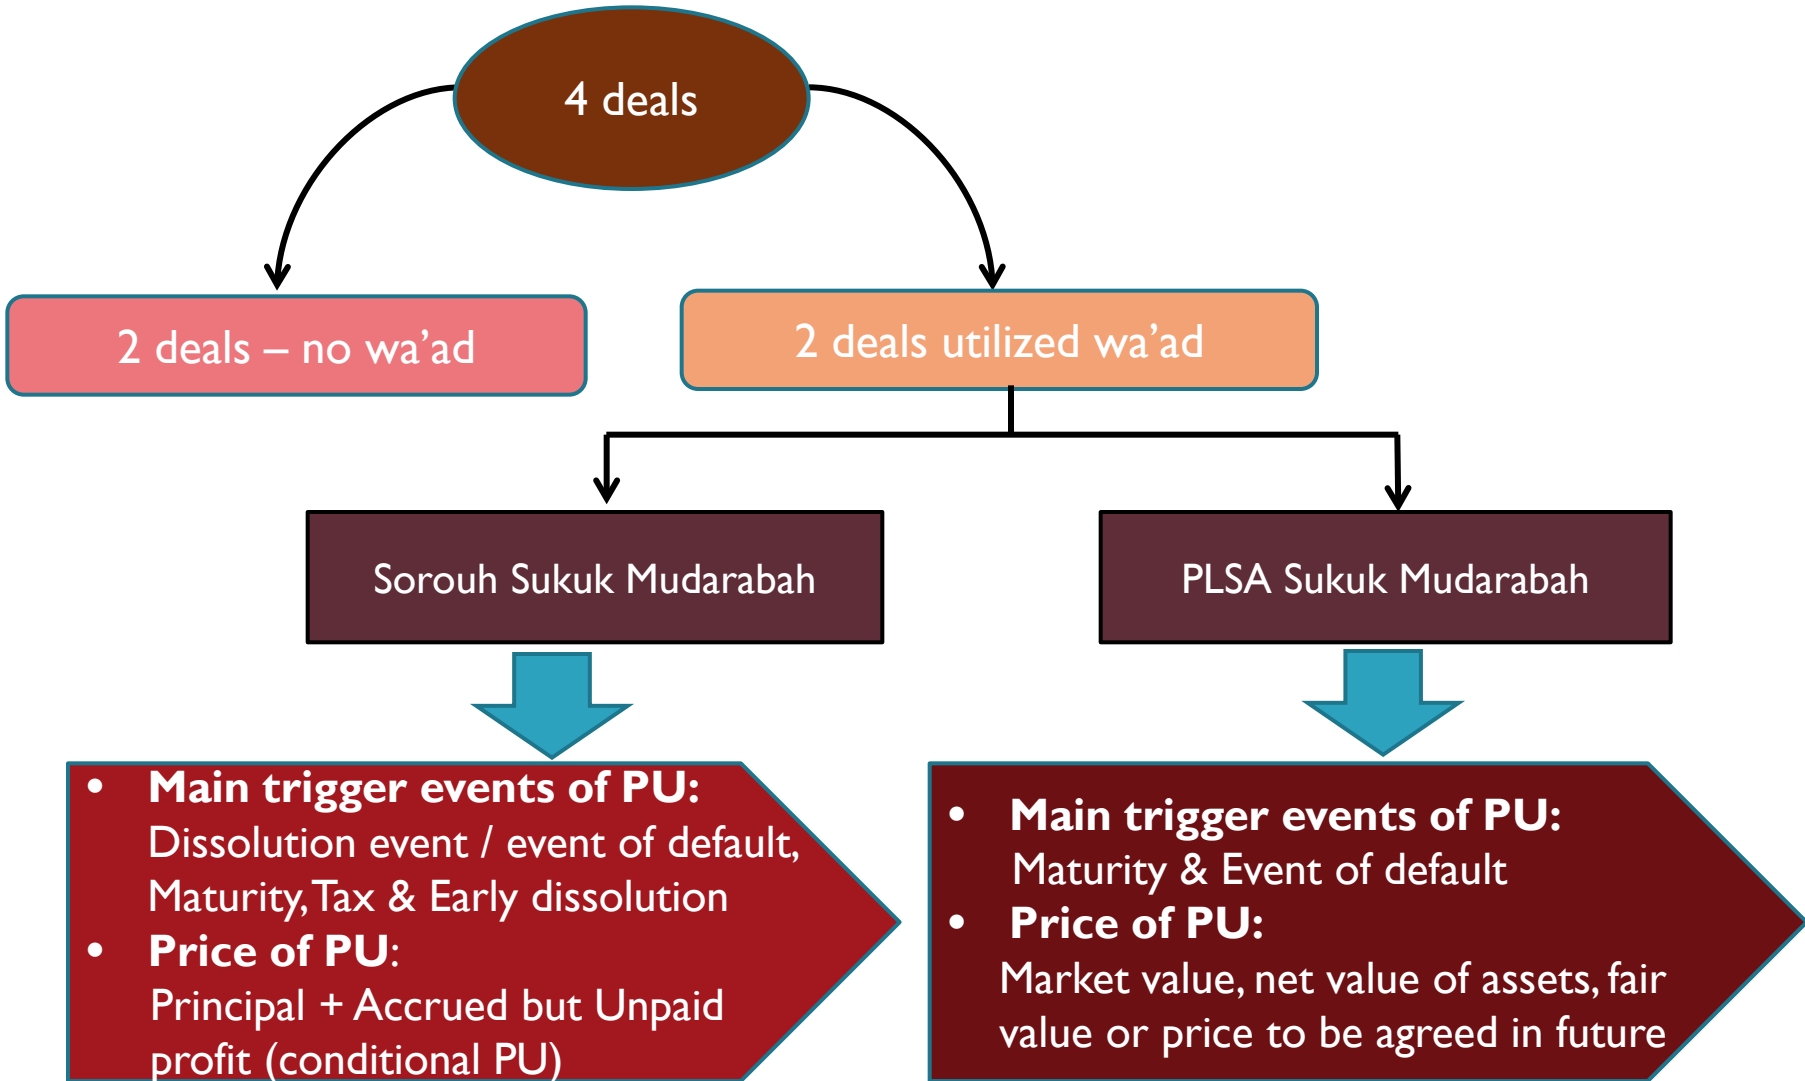 4 deals
2 deals – no wa’ad
2 deals utilized wa’ad
Sorouh Sukuk Mudarabah
PLSA Sukuk Mudarabah
• Main trigger events of PU:
Dissolution event / event of default,
Maturity, Tax & Early dissolution
• Price of PU:
Principal + Accrued but Unpaid
profit (conditional PU)
• Main trigger events of PU:
Maturity & Event of default
• Price of PU:
Market value, net value of assets, fair
value or price to be agreed in future